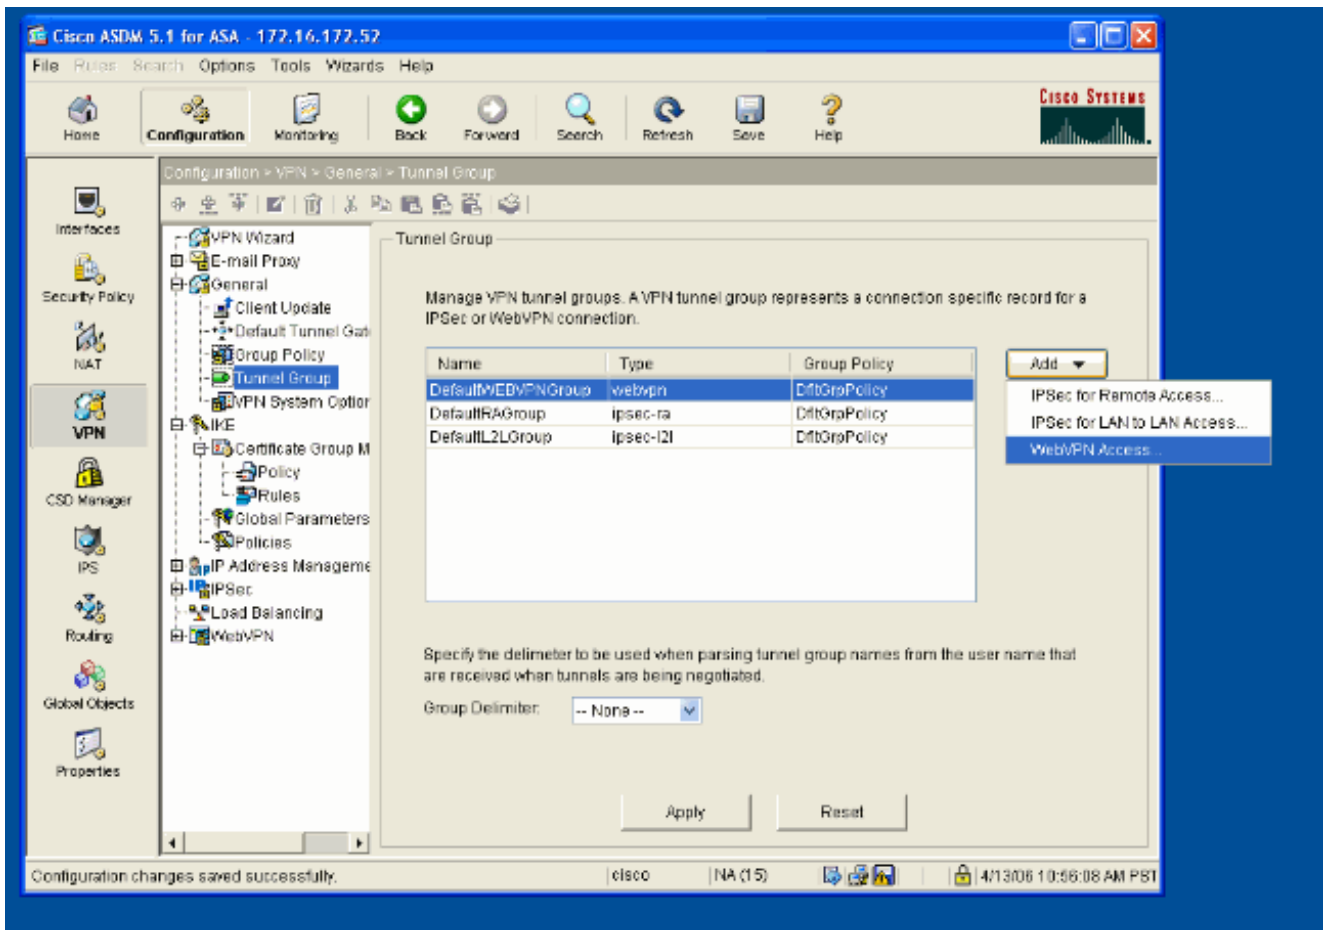 Cisco ASDM 5.1 for ASA - 172.16.172.52
File Rules Search Options Tools Wizards Help
Home Configuration Monitoring Back Forward Search Refresh Save Help
CISCO SYSTEMS
Configuration > VPN > General > Tunnel Group
Interfaces
Security Policy
NAT
VPN
CSD Manager
IPS
Routing
Global Objects
Properties
VPN Wizard
E-mail Proxy
General
Client Update
Default Tunnel Gat
Group Policy
Tunnel Group
VPN System Option
IKE
Certificate Group M
Policy
Rules
Global Parameters
Policies
IP Address Manageme
IPSec
Load Balancing
WebVPN
Tunnel Group
Manage VPN tunnel groups. A VPN tunnel group represents a connection specific record for a
IPSec or WebVPN connection.
Name Type Group Policy
DefaultWEBVPNGroup webvpn DfltGrpPolicy
DefaultRAGroup ipsec-ra DfltGrpPolicy
DefaultL2LGroup ipsec-l2l DfltGrpPolicy
Add
IPSec for Remote Access...
IPSec for LAN to LAN Access...
WebVPN Access...
Specify the delimeter to be used when parsing tunnel group names from the user name that
are received when tunnels are being negotiated.
Group Delimiter: -- None --
Apply Reset
Configuration changes saved successfully. cisco NA (15) 4/13/06 10:56:08 AM PST